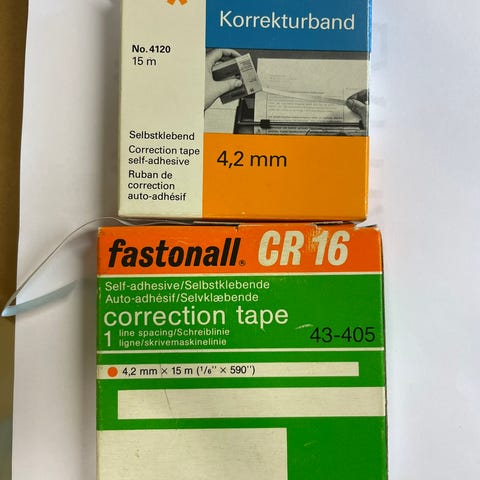 Korrekturband
No. 4120
15 m
Selbstklebend
Correction tape
self-adhesive
Ruban de
correction
auto-adhésif
4,2 mm
fastonall® CR 16
Self-adhesive/Selbstklebende
Auto-adhésif/Selvklæbende
correction tape
1 line spacing/Schreiblinie
ligne/skrivemaskinelinie
43-405
4,2 mm × 15 m (1/6" × 590")